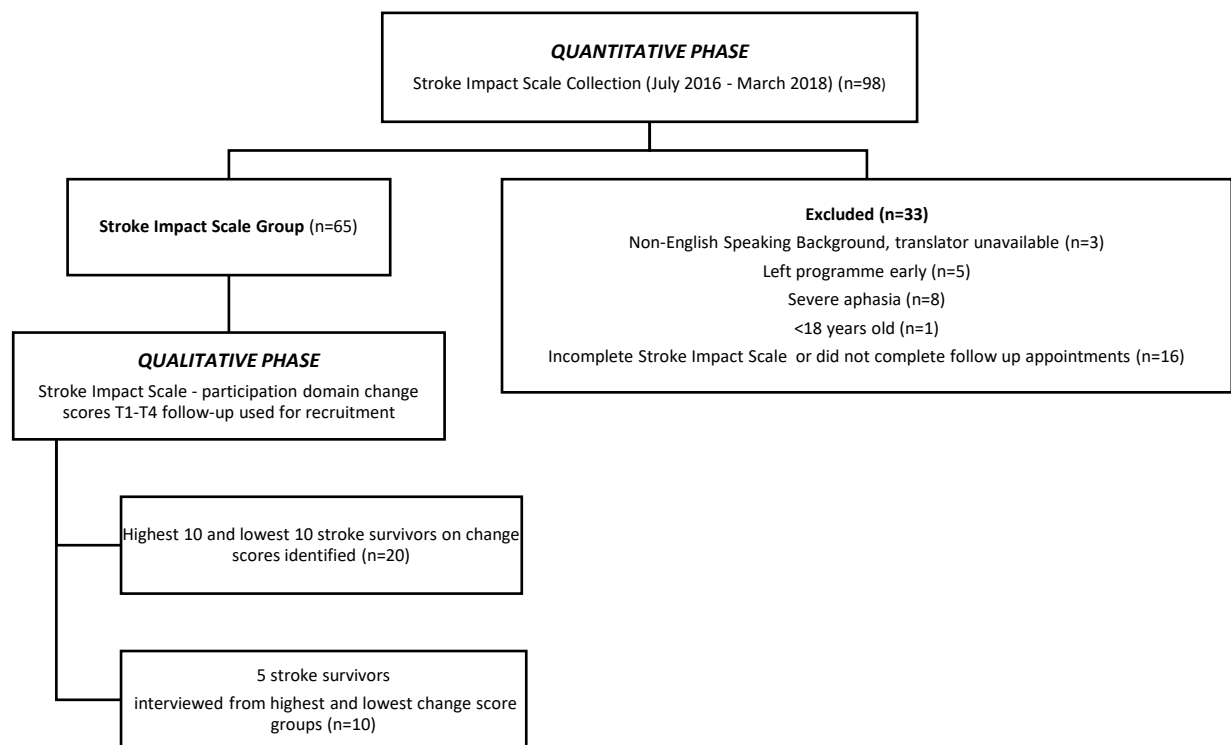 QUANTITATIVE PHASE
Stroke Impact Scale Collection (July 2016 - March 2018) (n=98)
Stroke Impact Scale Group (n=65)
Excluded (n=33)
Non-English Speaking Background, translator unavailable (n=3)
Left programme early (n=5)
Severe aphasia (n=8)
<18 years old (n=1)
Incomplete Stroke Impact Scale or did not complete follow up appointments (n=16)
QUALITATIVE PHASE
Stroke Impact Scale - participation domain change
scores T1-T4 follow-up used for recruitment
Highest 10 and lowest 10 stroke survivors on change
scores identified (n=20)
5 stroke survivors
interviewed from highest and lowest change score
groups (n=10)